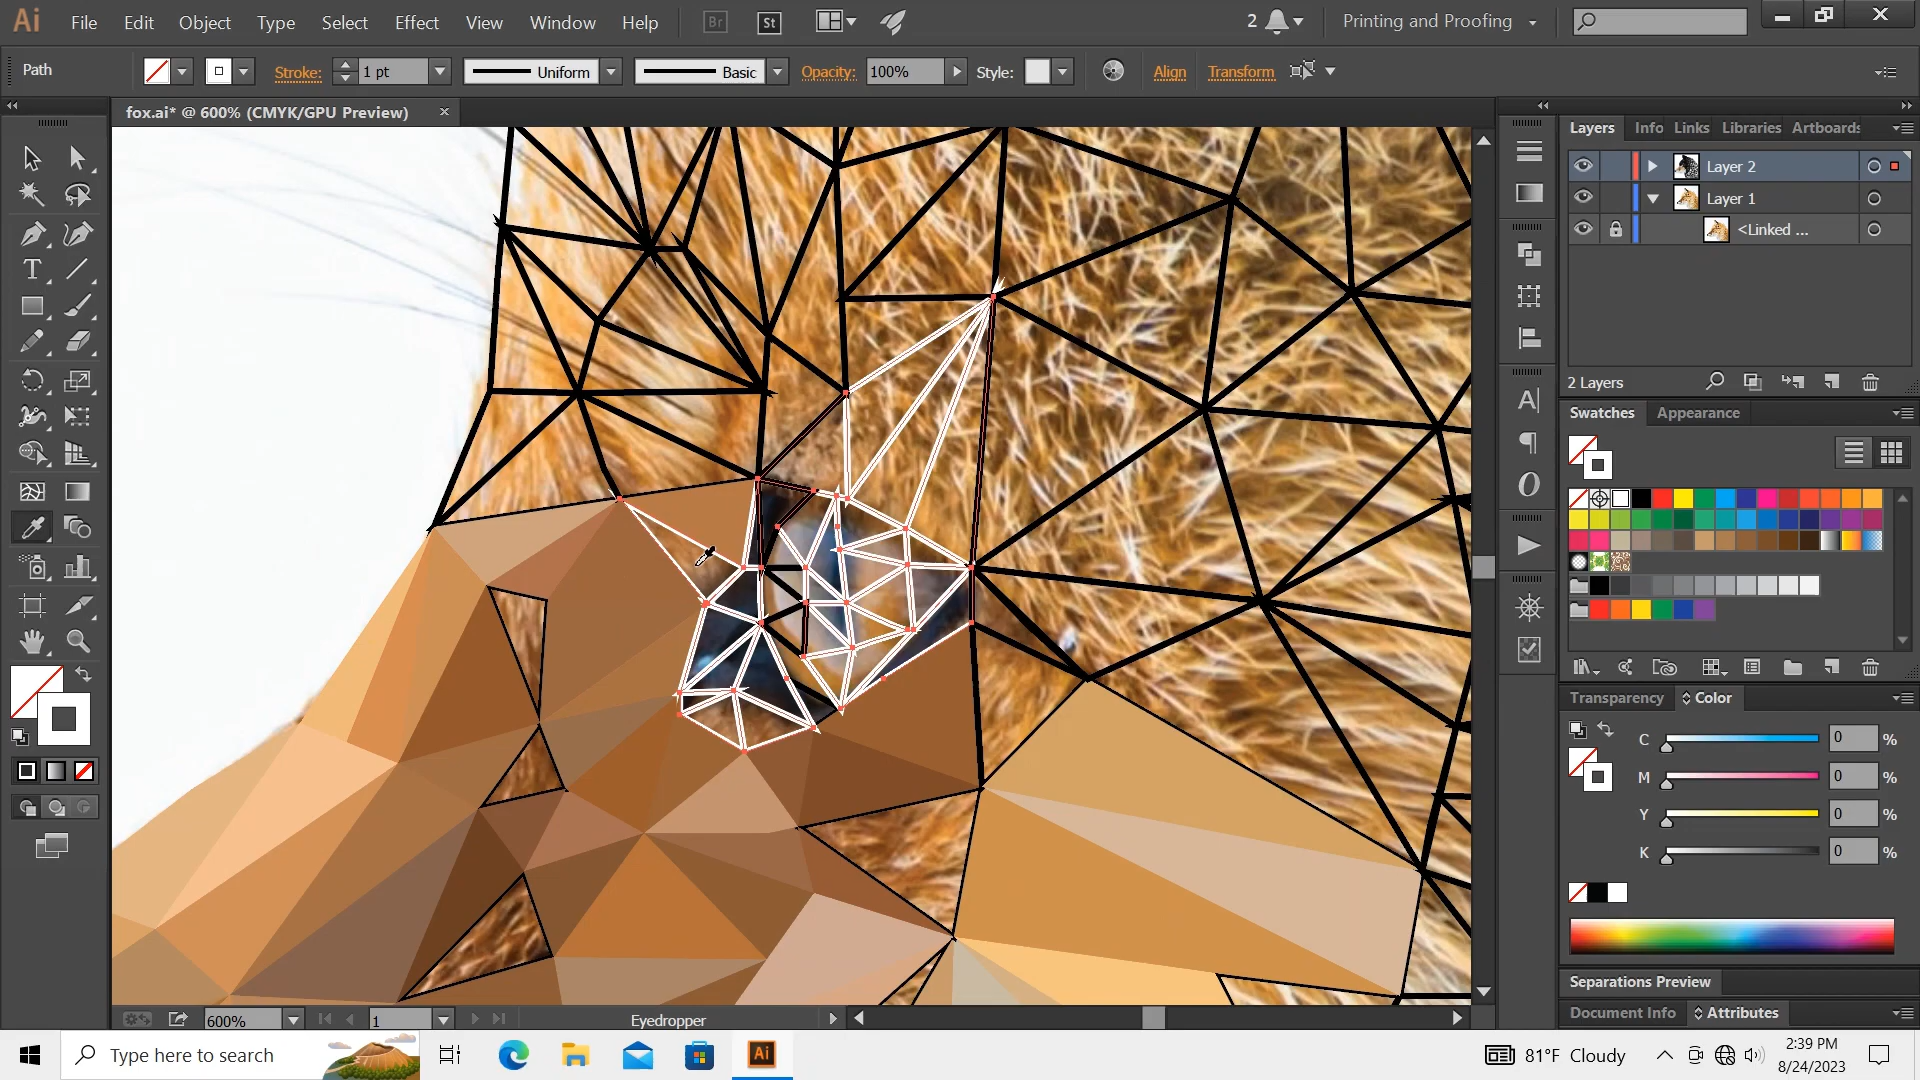 Ai File Edit Object Type Select Effect View Window Help Br St 2 Printing and Proofing
Path Stroke: 1 pt Uniform Basic Opacity: 100% Style: Align Transform
fox.ai* @ 600% (CMYK/GPU Preview)
Layers Info Links Libraries Artboards
Layer 2
Layer 1
<Linked ...
2 Layers
Swatches Appearance
Transparency Color
C 0 %
M 0 %
Y 0 %
K 0 %
Separations Preview
Document Info Attributes
600% 1 Eyedropper
Type here to search
Ai
81°F Cloudy
2:39 PM
8/24/2023